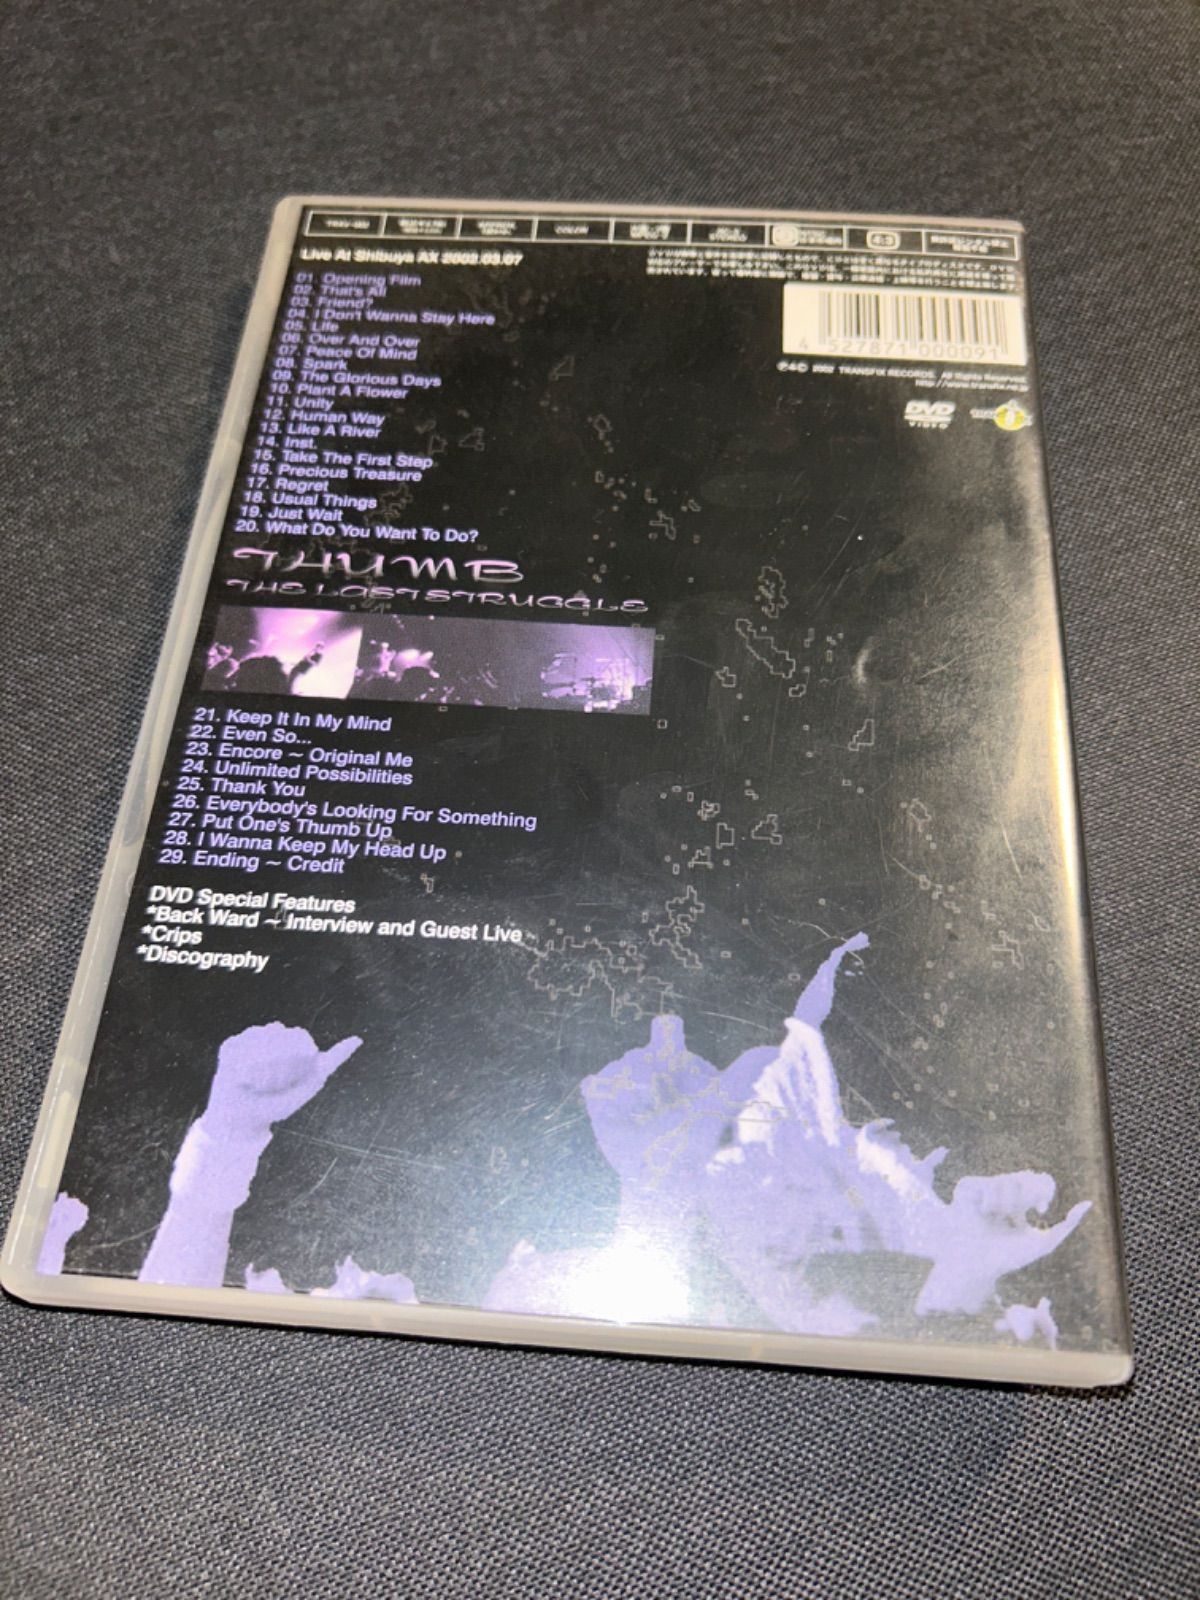 COLOR
STEREO
4:3
Live At Shibuya AX 2002.03.07
01. Opening Film
02. That's All
03. Friend?
04. I Don't Wanna Stay Here
05. Life
06. Over And Over
07. Peace Of Mind
08. Spark
09. The Glorious Days
10. Plant A Flower
11. Unity
12. Human Way
13. Like A River
14. Inst.
15. Take The First Step
16. Precious Treasure
17. Regret
18. Usual Things
19. Just Wait
20. What Do You Want To Do?
4 527871 000091
℗&© 2002 TRANSFIX RECORDS. All Rights Reserved.
DVD
VIDEO
THUMB
THE LAST STRUGGLE
21. Keep It In My Mind
22. Even So...
23. Encore ~ Original Me
24. Unlimited Possibilities
25. Thank You
26. Everybody's Looking For Something
27. Put One's Thumb Up
28. I Wanna Keep My Head Up
29. Ending ~ Credit
DVD Special Features
*Back Ward ~ Interview and Guest Live
*Crips
*Discography